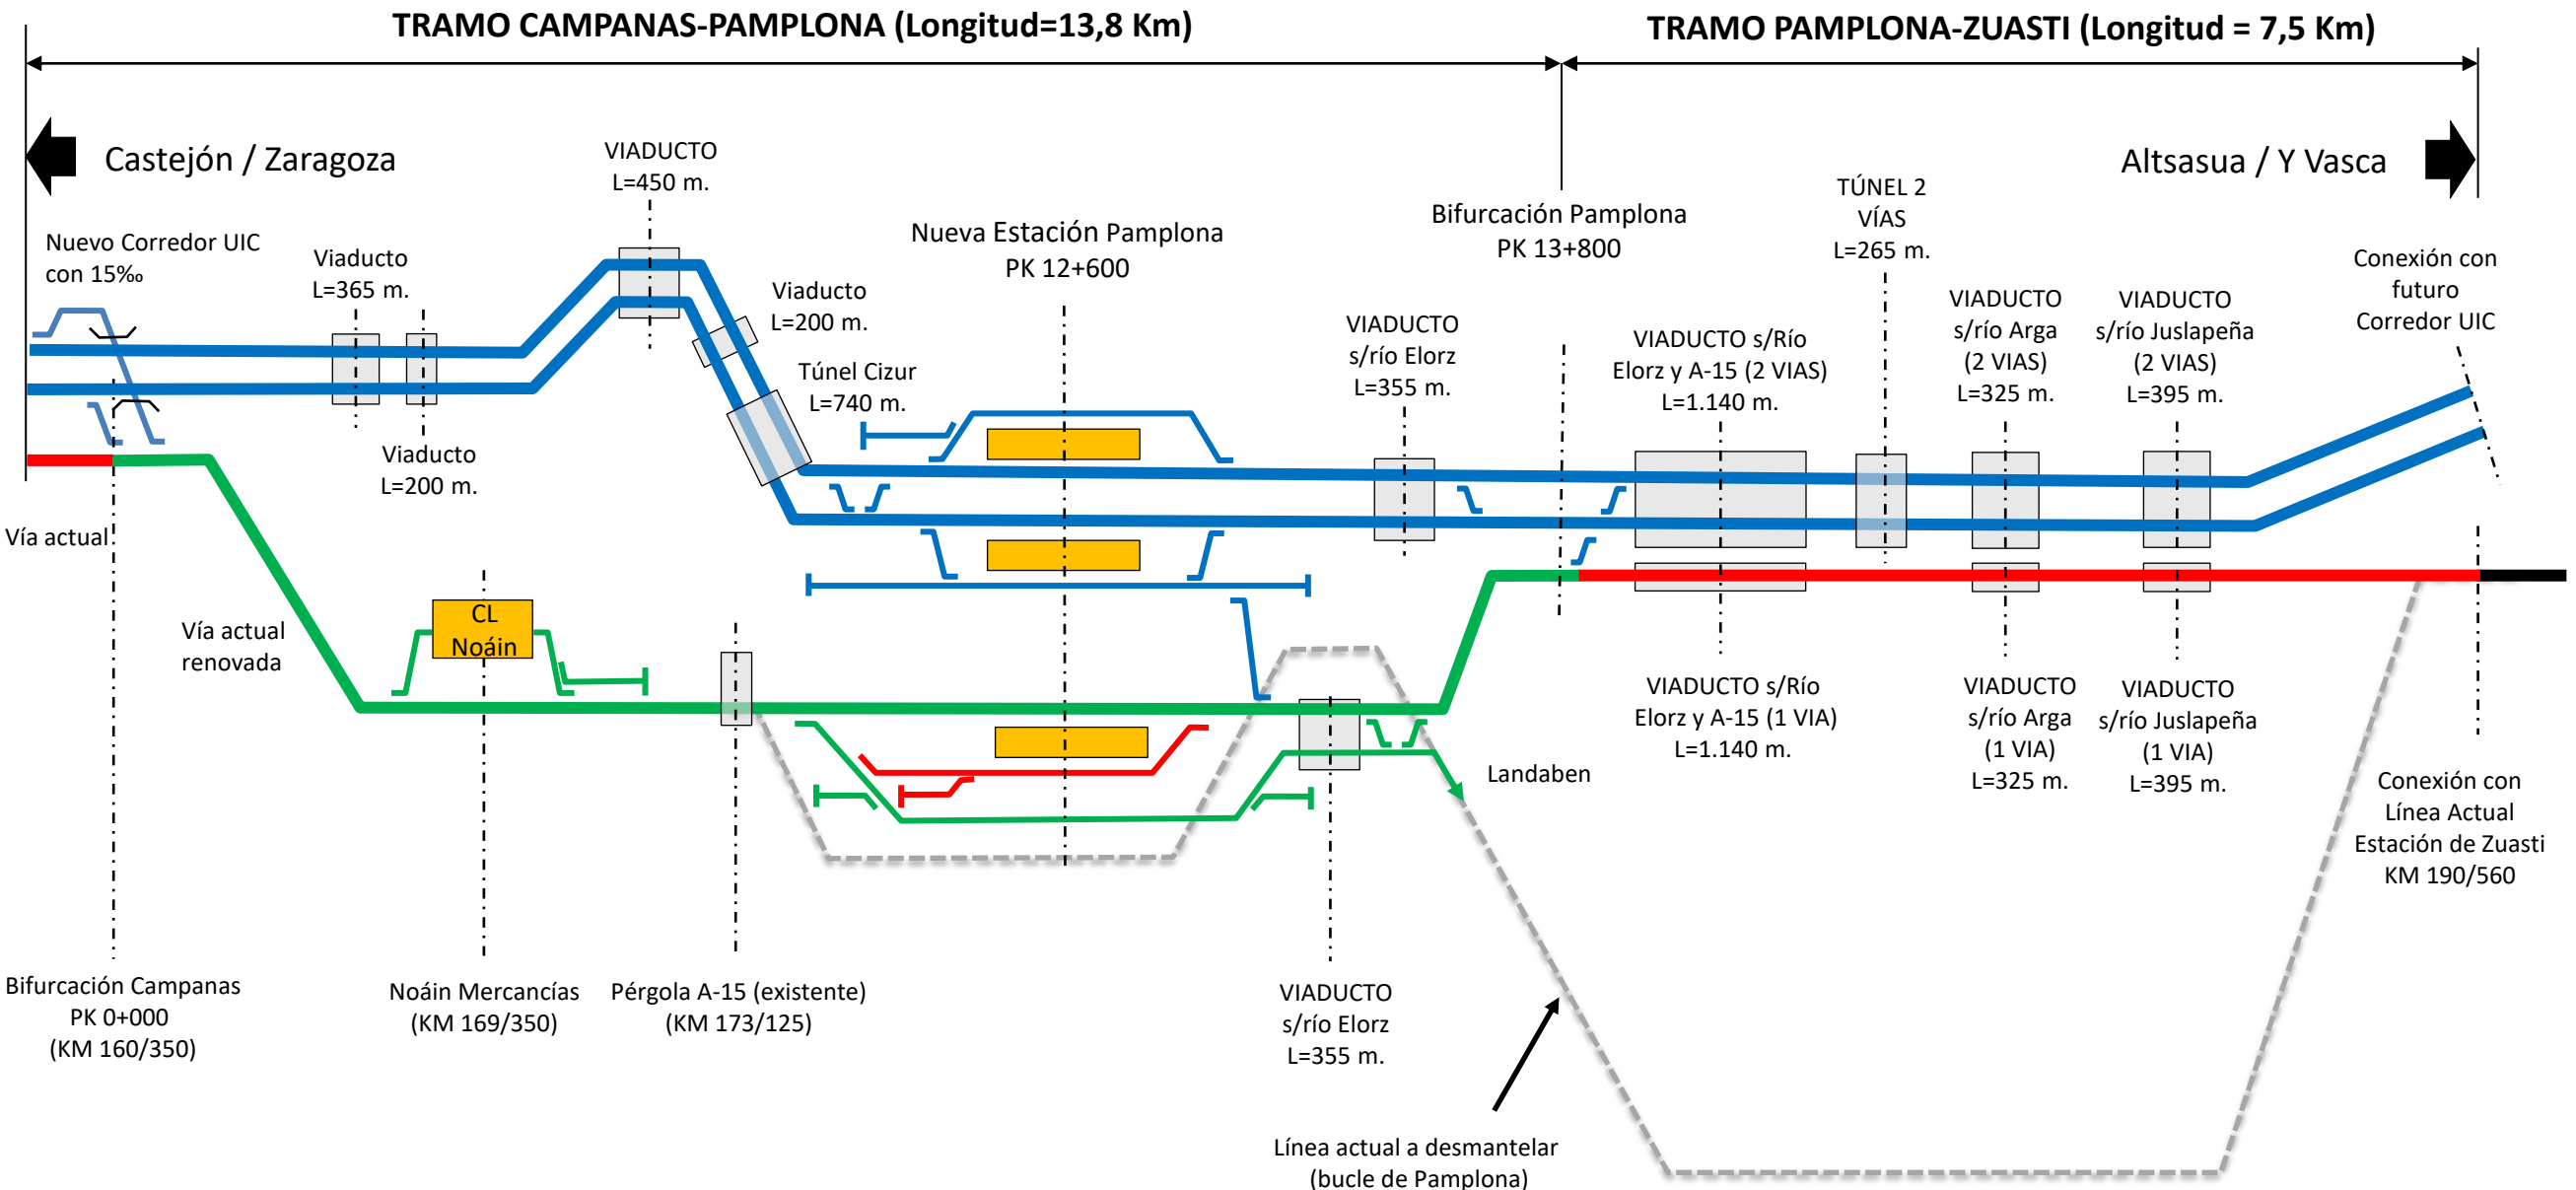 TRAMO CAMPANAS-PAMPLONA (Longitud=13,8 Km)
TRAMO PAMPLONA-ZUASTI (Longitud = 7,5 Km)
Castejón / Zaragoza
Altsasua / Y Vasca
Nuevo Corredor UIC
con 15‰
Viaducto
L=365 m.
Viaducto
L=200 m.
VIADUCTO
L=450 m.
Viaducto
L=200 m.
Túnel Cizur
L=740 m.
Nueva Estación Pamplona
PK 12+600
VIADUCTO
s/río Elorz
L=355 m.
Bifurcación Pamplona
PK 13+800
VIADUCTO s/Río
Elorz y A-15 (2 VIAS)
L=1.140 m.
TÚNEL 2
VÍAS
L=265 m.
VIADUCTO
s/río Arga
(2 VIAS)
L=325 m.
VIADUCTO
s/río Juslapeña
(2 VIAS)
L=395 m.
Conexión con
futuro
Corredor UIC
Vía actual
Vía actual
renovada
CL
Noáin
Landaben
VIADUCTO s/Río
Elorz y A-15 (1 VIA)
L=1.140 m.
VIADUCTO
s/río Arga
(1 VIA)
L=325 m.
VIADUCTO
s/río Juslapeña
(1 VIA)
L=395 m.
Conexión con
Línea Actual
Estación de Zuasti
KM 190/560
Bifurcación Campanas
PK 0+000
(KM 160/350)
Noáin Mercancías
(KM 169/350)
Pérgola A-15 (existente)
(KM 173/125)
VIADUCTO
s/río Elorz
L=355 m.
Línea actual a desmantelar
(bucle de Pamplona)